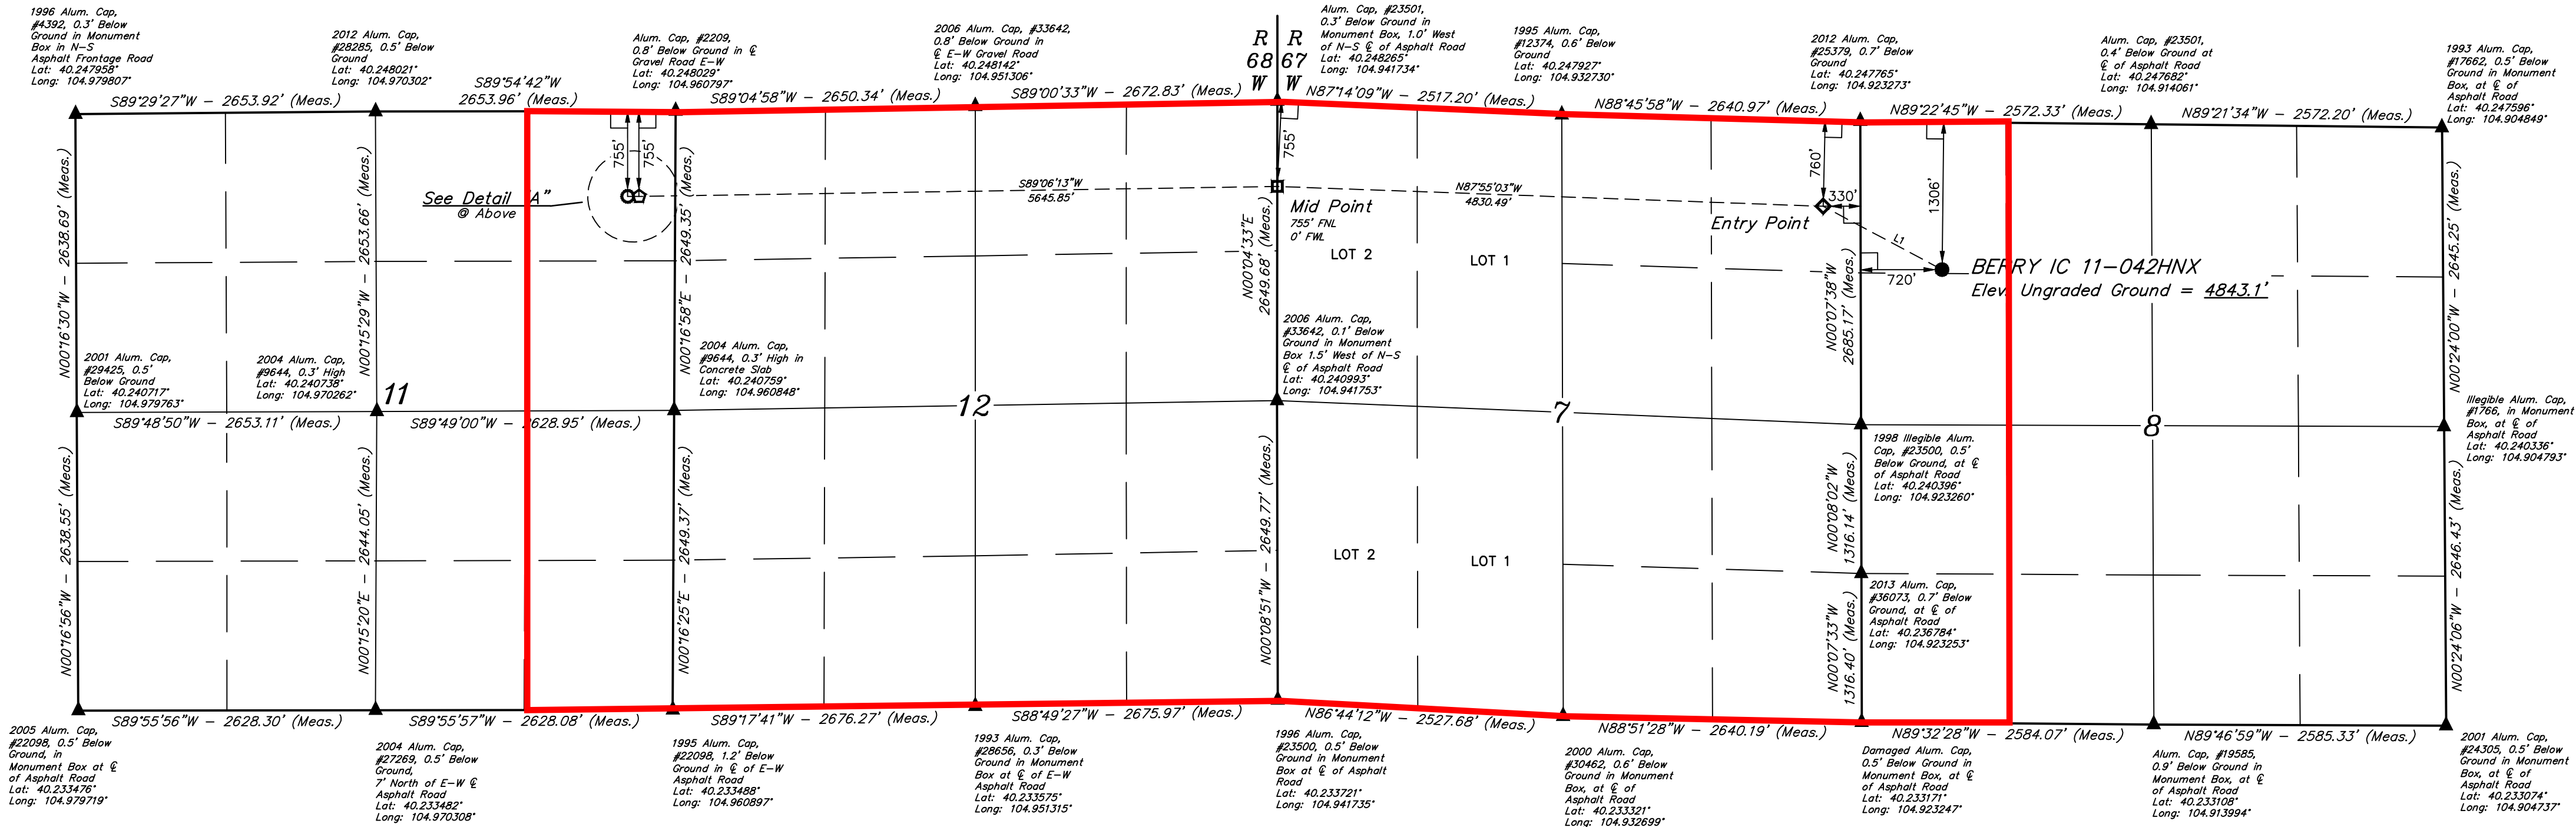 1996 Alum. Cap,
#4392, 0.3' Below
Ground in Monument
Box in N-S
Asphalt Frontage Road
Lat: 40.247958°
Long: 104.979807°
2012 Alum. Cap,
#28285, 0.5' Below
Ground
Lat: 40.248021°
Long: 104.970302°
Alum. Cap, #2209,
0.8' Below Ground in ℄
Gravel Road E-W
Lat: 40.248029°
Long: 104.960797°
2006 Alum. Cap, #33642,
0.8' Below Ground in
℄ E-W Gravel Road
Lat: 40.248142°
Long: 104.951306°
R R
68 67
W W
Alum. Cap, #23501,
0.3' Below Ground in
Monument Box, 1.0' West
of N-S ℄ of Asphalt Road
Lat: 40.248265°
Long: 104.941734°
1995 Alum. Cap,
#12374, 0.6' Below
Ground
Lat: 40.247927°
Long: 104.932730°
2012 Alum. Cap,
#25379, 0.7' Below
Ground
Lat: 40.247765°
Long: 104.923273°
Alum. Cap, #23501,
0.4' Below Ground at
℄ of Asphalt Road
Lat: 40.247682°
Long: 104.914061°
1993 Alum. Cap,
#17662, 0.5' Below
Ground in Monument
Box, at ℄ of
Asphalt Road
Lat: 40.247596°
Long: 104.904849°
S89°29'27"W - 2653.92' (Meas.)
S89°54'42"W
2653.96' (Meas.)
S89°04'58"W - 2650.34' (Meas.)
S89°00'33"W - 2672.83' (Meas.)
N87°14'09"W - 2517.20' (Meas.)
N88°45'58"W - 2640.97' (Meas.)
N89°22'45"W - 2572.33' (Meas.)
N89°21'34"W - 2572.20' (Meas.)
N00°16'30"W - 2638.69' (Meas.)
N00°15'29"W - 2653.66' (Meas.)
755'
755'
N00°16'58"E - 2649.35' (Meas.)
See Detail "A"
@ Above
S89°06'13"W
5645.85'
755'
Mid Point
755' FNL
0' FWL
N00°04'33"E
2649.68' (Meas.)
N87°55'03"W
4830.49'
760'
330'
Entry Point
1306'
L1
LOT 2
LOT 1
720'
BERRY IC 11-042HNX
Elev. Ungraded Ground = 4843.1'
N00°07'38"W
2685.17' (Meas.)
N00°24'00"W - 2645.25' (Meas.)
2001 Alum. Cap,
#29425, 0.5'
Below Ground
Lat: 40.240717°
Long: 104.979763°
2004 Alum. Cap,
#9644, 0.3' High
Lat: 40.240738°
Long: 104.970262°
2004 Alum. Cap,
#9644, 0.3' High in
Concrete Slab
Lat: 40.240759°
Long: 104.960848°
2006 Alum. Cap,
#33642, 0.1' Below
Ground in Monument
Box 1.5' West of N-S
℄ of Asphalt Road
Lat: 40.240993°
Long: 104.941753°
11
12
7
8
Illegible Alum. Cap,
#1766, in Monument
Box, at ℄ of
Asphalt Road
Lat: 40.240336°
Long: 104.904793°
S89°48'50"W - 2653.11' (Meas.)
S89°49'00"W - 2628.95' (Meas.)
1998 Illegible Alum.
Cap, #23500, 0.5'
Below Ground, at ℄
of Asphalt Road
Lat: 40.240396°
Long: 104.923260°
N00°16'56"W - 2638.55' (Meas.)
N00°15'20"E - 2644.05' (Meas.)
N00°16'25"E - 2649.37' (Meas.)
N00°08'51"W - 2649.77' (Meas.)
LOT 2
LOT 1
N00°08'02"W
1316.14' (Meas.)
N00°07'33"W
1316.40' (Meas.)
2013 Alum. Cap,
#36073, 0.7' Below
Ground, at ℄ of
Asphalt Road
Lat: 40.236784°
Long: 104.923253°
N00°24'06"W - 2646.43' (Meas.)
S89°55'56"W - 2628.30' (Meas.)
S89°55'57"W - 2628.08' (Meas.)
S89°17'41"W - 2676.27' (Meas.)
S88°49'27"W - 2675.97' (Meas.)
N86°44'12"W - 2527.68' (Meas.)
N88°51'28"W - 2640.19' (Meas.)
N89°32'28"W - 2584.07' (Meas.)
N89°46'59"W - 2585.33' (Meas.)
2005 Alum. Cap,
#22098, 0.5' Below
Ground, in
Monument Box at ℄
of Asphalt Road
Lat: 40.233476°
Long: 104.979719°
2004 Alum. Cap,
#27269, 0.5' Below
Ground,
7' North of E-W ℄
Asphalt Road
Lat: 40.233482°
Long: 104.970308°
1995 Alum. Cap,
#22098, 1.2' Below
Ground in ℄ of E-W
Asphalt Road
Lat: 40.233488°
Long: 104.960897°
1993 Alum. Cap,
#28656, 0.3' Below
Ground in Monument
Box at ℄ of E-W
Asphalt Road
Lat: 40.233575°
Long: 104.951315°
1996 Alum. Cap,
#23500, 0.5' Below
Ground in Monument
Box at ℄ of Asphalt
Road
Lat: 40.233721°
Long: 104.941735°
2000 Alum. Cap,
#30462, 0.6' Below
Ground in Monument
Box, at ℄ of
Asphalt Road
Lat: 40.233321°
Long: 104.932699°
Damaged Alum. Cap,
0.5' Below Ground in
Monument Box, at ℄
of Asphalt Road
Lat: 40.233171°
Long: 104.923247°
Alum. Cap, #19585,
0.9' Below Ground in
Monument Box, at ℄
of Asphalt Road
Lat: 40.233108°
Long: 104.913994°
2001 Alum. Cap,
#24305, 0.5' Below
Ground in Monument
Box, at ℄ of
Asphalt Road
Lat: 40.233074°
Long: 104.904737°